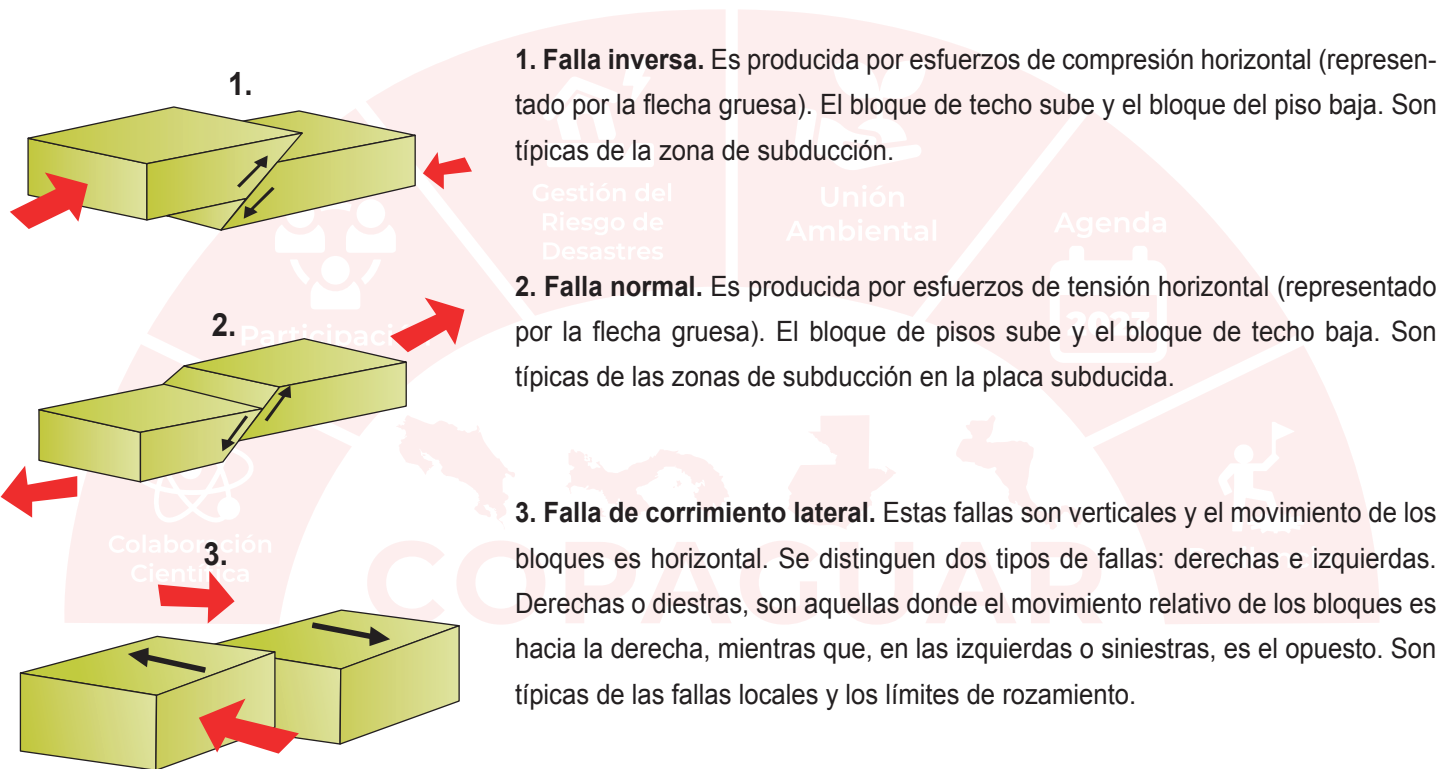 1.
1. Falla inversa. Es producida por esfuerzos de compresión horizontal (represen-
tado por la flecha gruesa). El bloque de techo sube y el bloque del piso baja. Son
típicas de la zona de subducción.
Gestión del
Riesgo de
Desastres
Unión
Ambiental
Agenda
2027
2.
Participaci
2. Falla normal. Es producida por esfuerzos de tensión horizontal (representado
por la flecha gruesa). El bloque de pisos sube y el bloque de techo baja. Son
típicas de las zonas de subducción en la placa subducida.
Colaboración
Científica
3.
COPAGUAR
3. Falla de corrimiento lateral. Estas fallas son verticales y el movimiento de los
bloques es horizontal. Se distinguen dos tipos de fallas: derechas e izquierdas.
Derechas o diestras, son aquellas donde el movimiento relativo de los bloques es
hacia la derecha, mientras que, en las izquierdas o siniestras, es el opuesto. Son
típicas de las fallas locales y los límites de rozamiento.